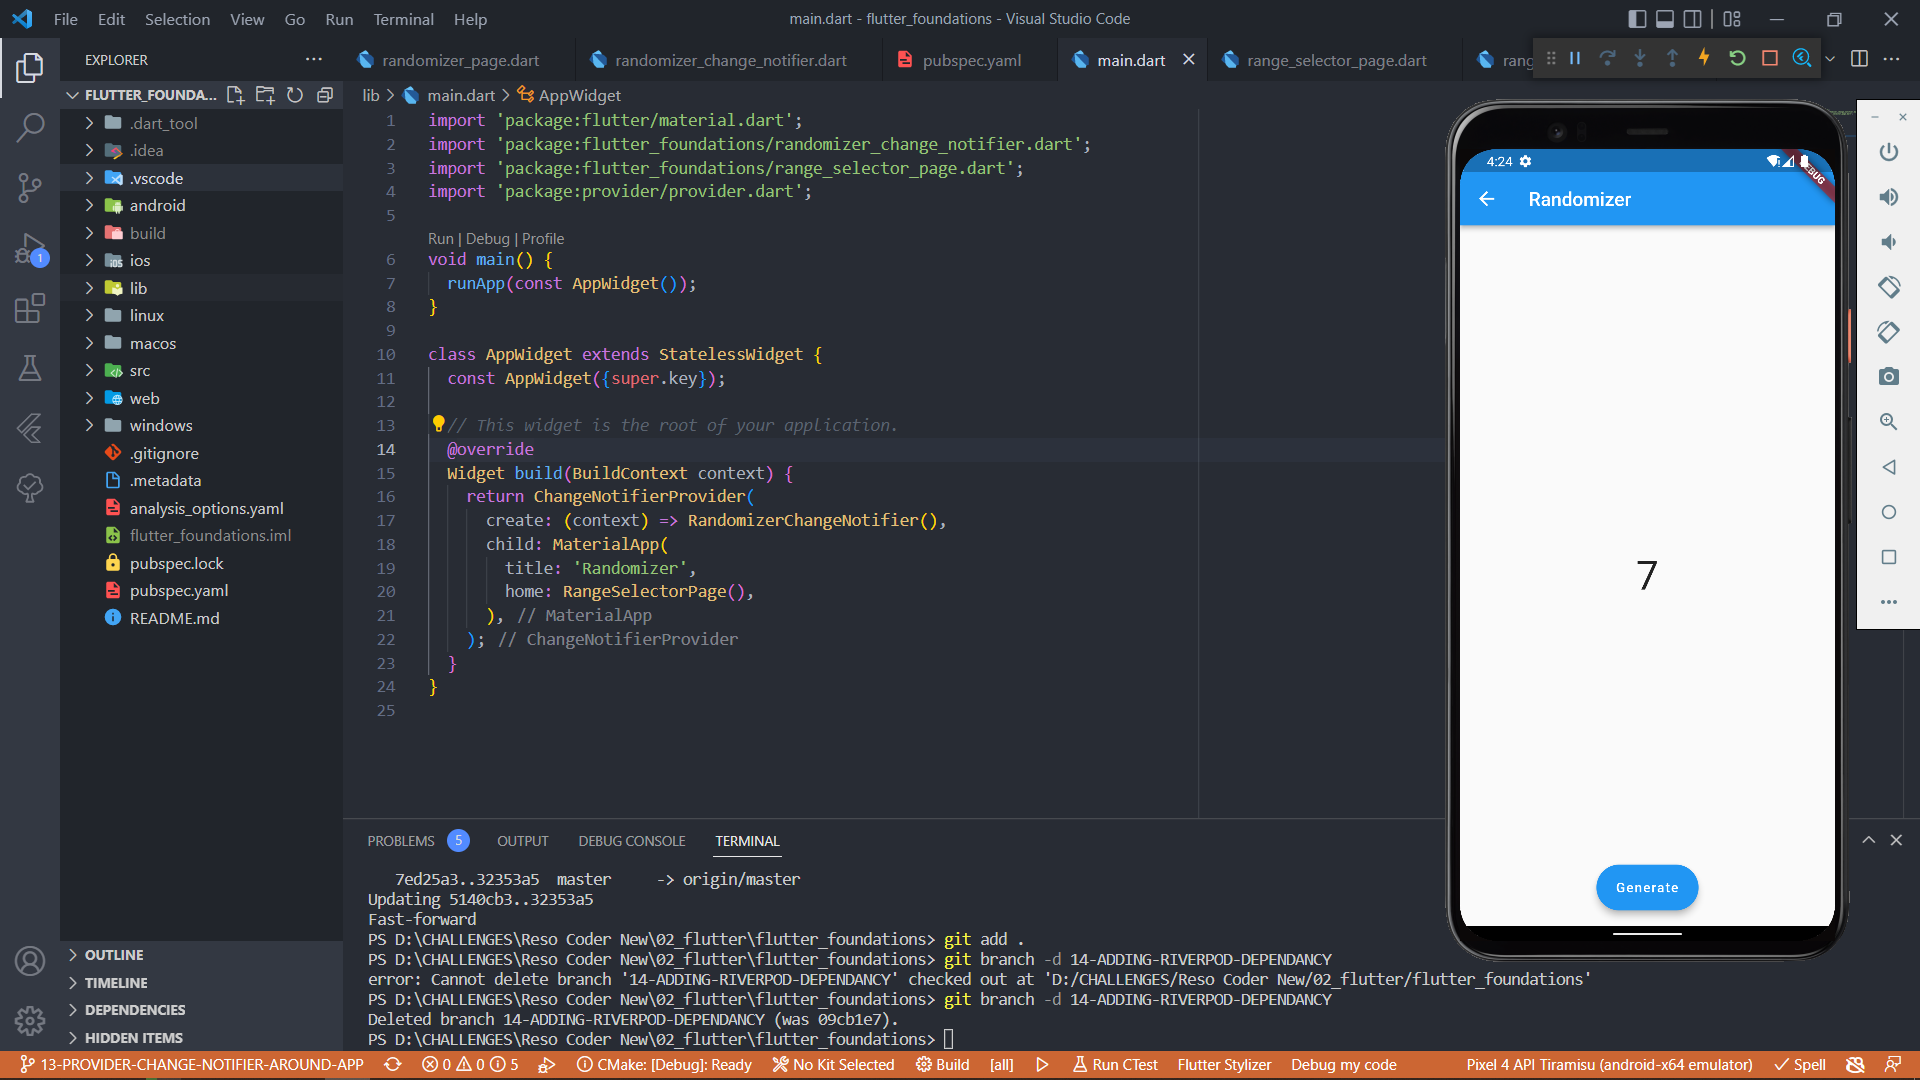 File Edit Selection View Go Run Terminal Help
main.dart - flutter_foundations - Visual Studio Code
EXPLORER
randomizer_page.dart
randomizer_change_notifier.dart
pubspec.yaml
main.dart
range_selector_page.dart
rang
FLUTTER_FOUNDA...
.dart_tool
.idea
.vscode
android
build
ios
lib
linux
macos
src
web
windows
.gitignore
.metadata
analysis_options.yaml
flutter_foundations.iml
pubspec.lock
pubspec.yaml
README.md
OUTLINE
TIMELINE
DEPENDENCIES
HIDDEN ITEMS
1
lib > main.dart > AppWidget
1 import 'package:flutter/material.dart';
2 import 'package:flutter_foundations/randomizer_change_notifier.dart';
3 import 'package:flutter_foundations/range_selector_page.dart';
4 import 'package:provider/provider.dart';
5
Run | Debug | Profile
6 void main() {
7 runApp(const AppWidget());
8 }
9
10 class AppWidget extends StatelessWidget {
11 const AppWidget({super.key});
12
13 // This widget is the root of your application.
14 @override
15 Widget build(BuildContext context) {
16 return ChangeNotifierProvider(
17 create: (context) => RandomizerChangeNotifier(),
18 child: MaterialApp(
19 title: 'Randomizer',
20 home: RangeSelectorPage(),
21 ), // MaterialApp
22 ); // ChangeNotifierProvider
23 }
24 }
25
4:24
DEBUG
Randomizer
7
Generate
PROBLEMS 5 OUTPUT DEBUG CONSOLE TERMINAL
7ed25a3..32353a5 master -> origin/master
Updating 5140cb3..32353a5
Fast-forward
PS D:\CHALLENGES\Reso Coder New\02_flutter\flutter_foundations> git add .
PS D:\CHALLENGES\Reso Coder New\02_flutter\flutter_foundations> git branch -d 14-ADDING-RIVERPOD-DEPENDANCY
error: Cannot delete branch '14-ADDING-RIVERPOD-DEPENDANCY' checked out at 'D:/CHALLENGES/Reso Coder New/02_flutter/flutter_foundations'
PS D:\CHALLENGES\Reso Coder New\02_flutter\flutter_foundations> git branch -d 14-ADDING-RIVERPOD-DEPENDANCY
Deleted branch 14-ADDING-RIVERPOD-DEPENDANCY (was 09cb1e7).
PS D:\CHALLENGES\Reso Coder New\02_flutter\flutter_foundations>
13-PROVIDER-CHANGE-NOTIFIER-AROUND-APP 0 0 5 CMake: [Debug]: Ready No Kit Selected Build [all] Run CTest Flutter Stylizer Debug my code Pixel 4 API Tiramisu (android-x64 emulator) Spell